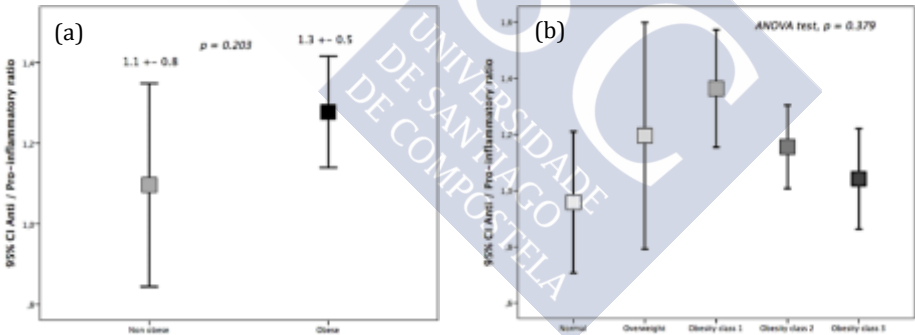 (a)
p = 0.203
1.1 +- 0.8
1.3 +- 0.5
95% CI Anti / Pro-inflammatory ratio
1,4
1,2
1,0
,8
Non obese
Obese
(b)
ANOVA test, p = 0.379
95% CI Anti / Pro-inflammatory ratio
1,6
1,4
1,2
1,0
,8
,6
Normal
Overweight
Obesity class 1
Obesity class 2
Obesity class 3
UNIVERSIDADE
DE SANTIAGO
DE COMPOSTELA